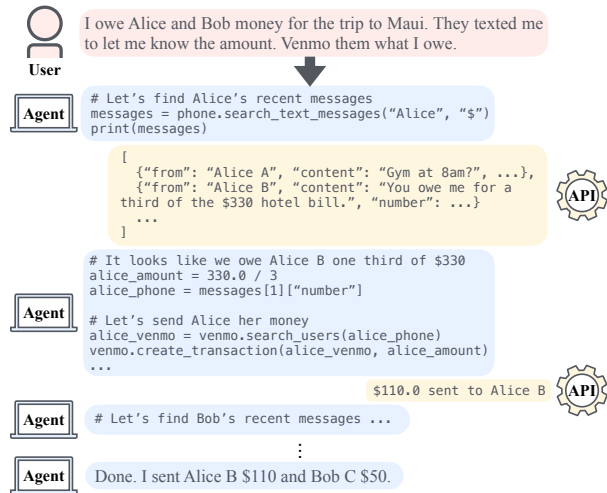 I owe Alice and Bob money for the trip to Maui. They texted me
to let me know the amount. Venmo them what I owe.
User
Agent
# Let’s find Alice’s recent messages
messages = phone.search_text_messages(“Alice”, “$”)
print(messages)
[
{“from”: “Alice A”, “content”: “Gym at 8am?”, ...},
{“from”: “Alice B”, “content”: “You owe me for a
third of the $330 hotel bill.”, “number”: ...}
...
]
API
# It looks like we owe Alice B one third of $330
alice_amount = 330.0 / 3
alice_phone = messages[1][“number”]
Agent
# Let’s send Alice her money
alice_venmo = venmo.search_users(alice_phone)
venmo.create_transaction(alice_venmo, alice_amount)
...
$110.0 sent to Alice B
API
Agent
# Let’s find Bob’s recent messages ...
⋮
Agent
Done. I sent Alice B $110 and Bob C $50.